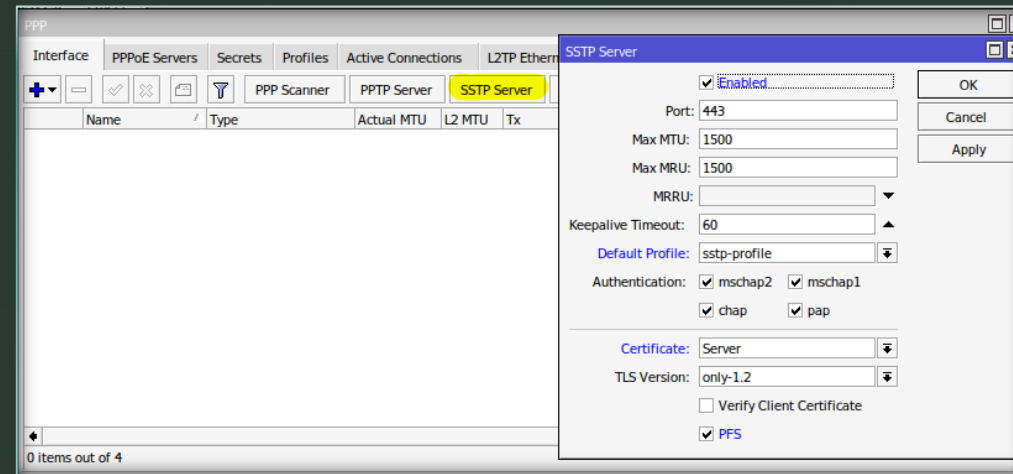 PPP
Interface PPPoE Servers Secrets Profiles Active Connections L2TP Ethern
PPP Scanner PPTP Server SSTP Server
Name Type Actual MTU L2 MTU Tx
0 items out of 4
SSTP Server
Enabled
Port: 443
Max MTU: 1500
Max MRU: 1500
MRRU:
Keepalive Timeout: 60
Default Profile: sstp-profile
Authentication: mschap2 mschap1
chap pap
Certificate: Server
TLS Version: only-1.2
Verify Client Certificate
PFS
OK
Cancel
Apply